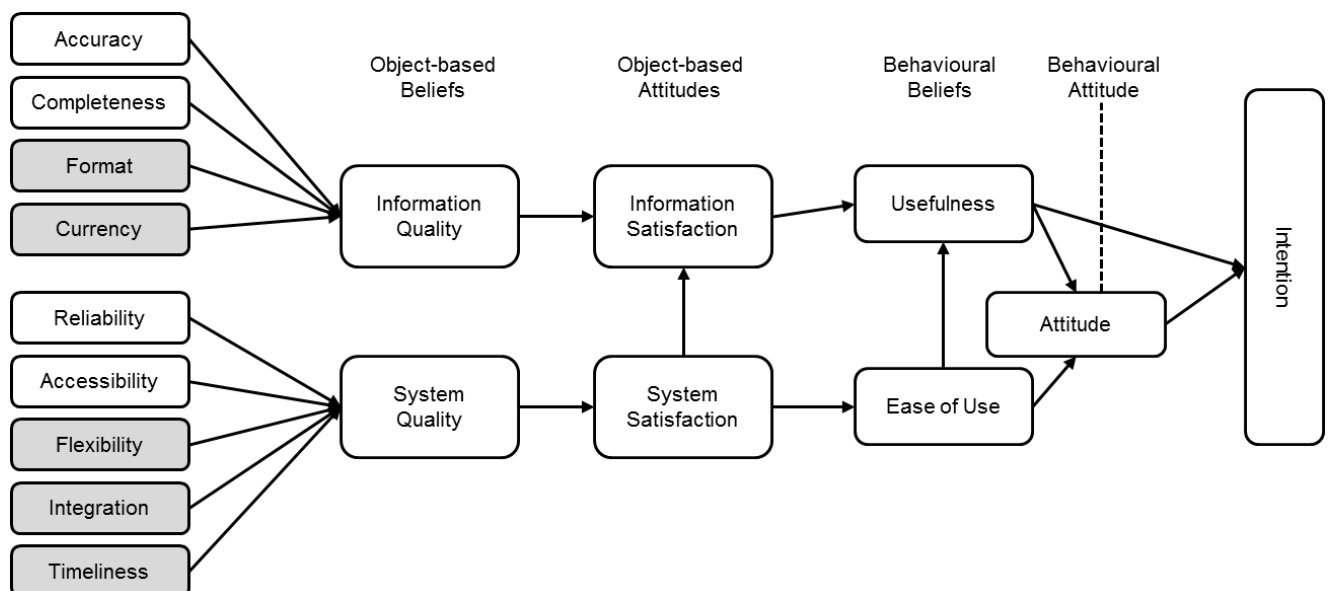 Accuracy
Completeness
Format
Currency
Reliability
Accessibility
Flexibility
Integration
Timeliness
Object-based
Beliefs
Information
Quality
System
Quality
Object-based
Attitudes
Information
Satisfaction
System
Satisfaction
Behavioural
Beliefs
Usefulness
Ease of Use
Behavioural
Attitude
Attitude
Intention